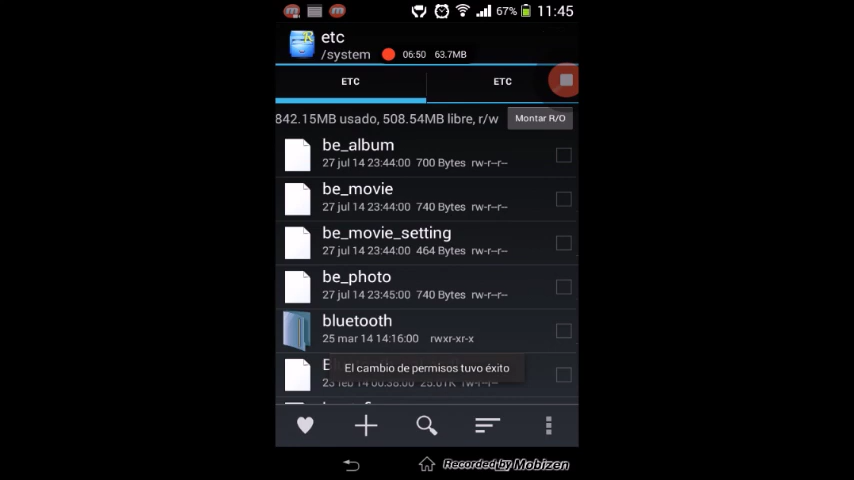 67% 11:45
etc
/system 06:50 63.7MB
ETC ETC
842.15MB usado, 508.54MB libre, r/w Montar R/O
be_album
27 jul 14 23:44:00 700 Bytes rw-r--r--
be_movie
27 jul 14 23:44:00 740 Bytes rw-r--r--
be_movie_setting
27 jul 14 23:44:00 464 Bytes rw-r--r--
be_photo
27 jul 14 23:45:00 740 Bytes rw-r--r--
bluetooth
25 mar 14 14:16:00 rwxr-xr-x
El cambio de permisos tuvo éxito
Recorded by Mobizen